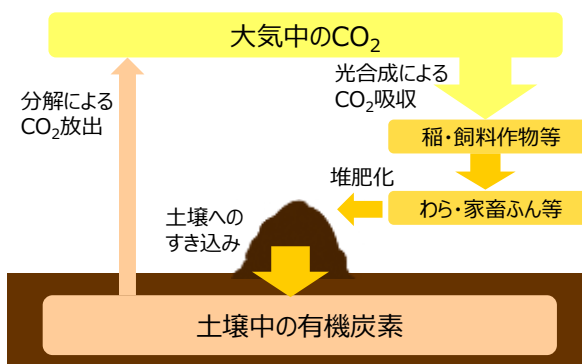 大気中のCO₂
光合成による
CO₂吸収
分解による
CO₂放出
稲・飼料作物等
堆肥化
わら・家畜ふん等
土壌への
すき込み
土壌中の有機炭素